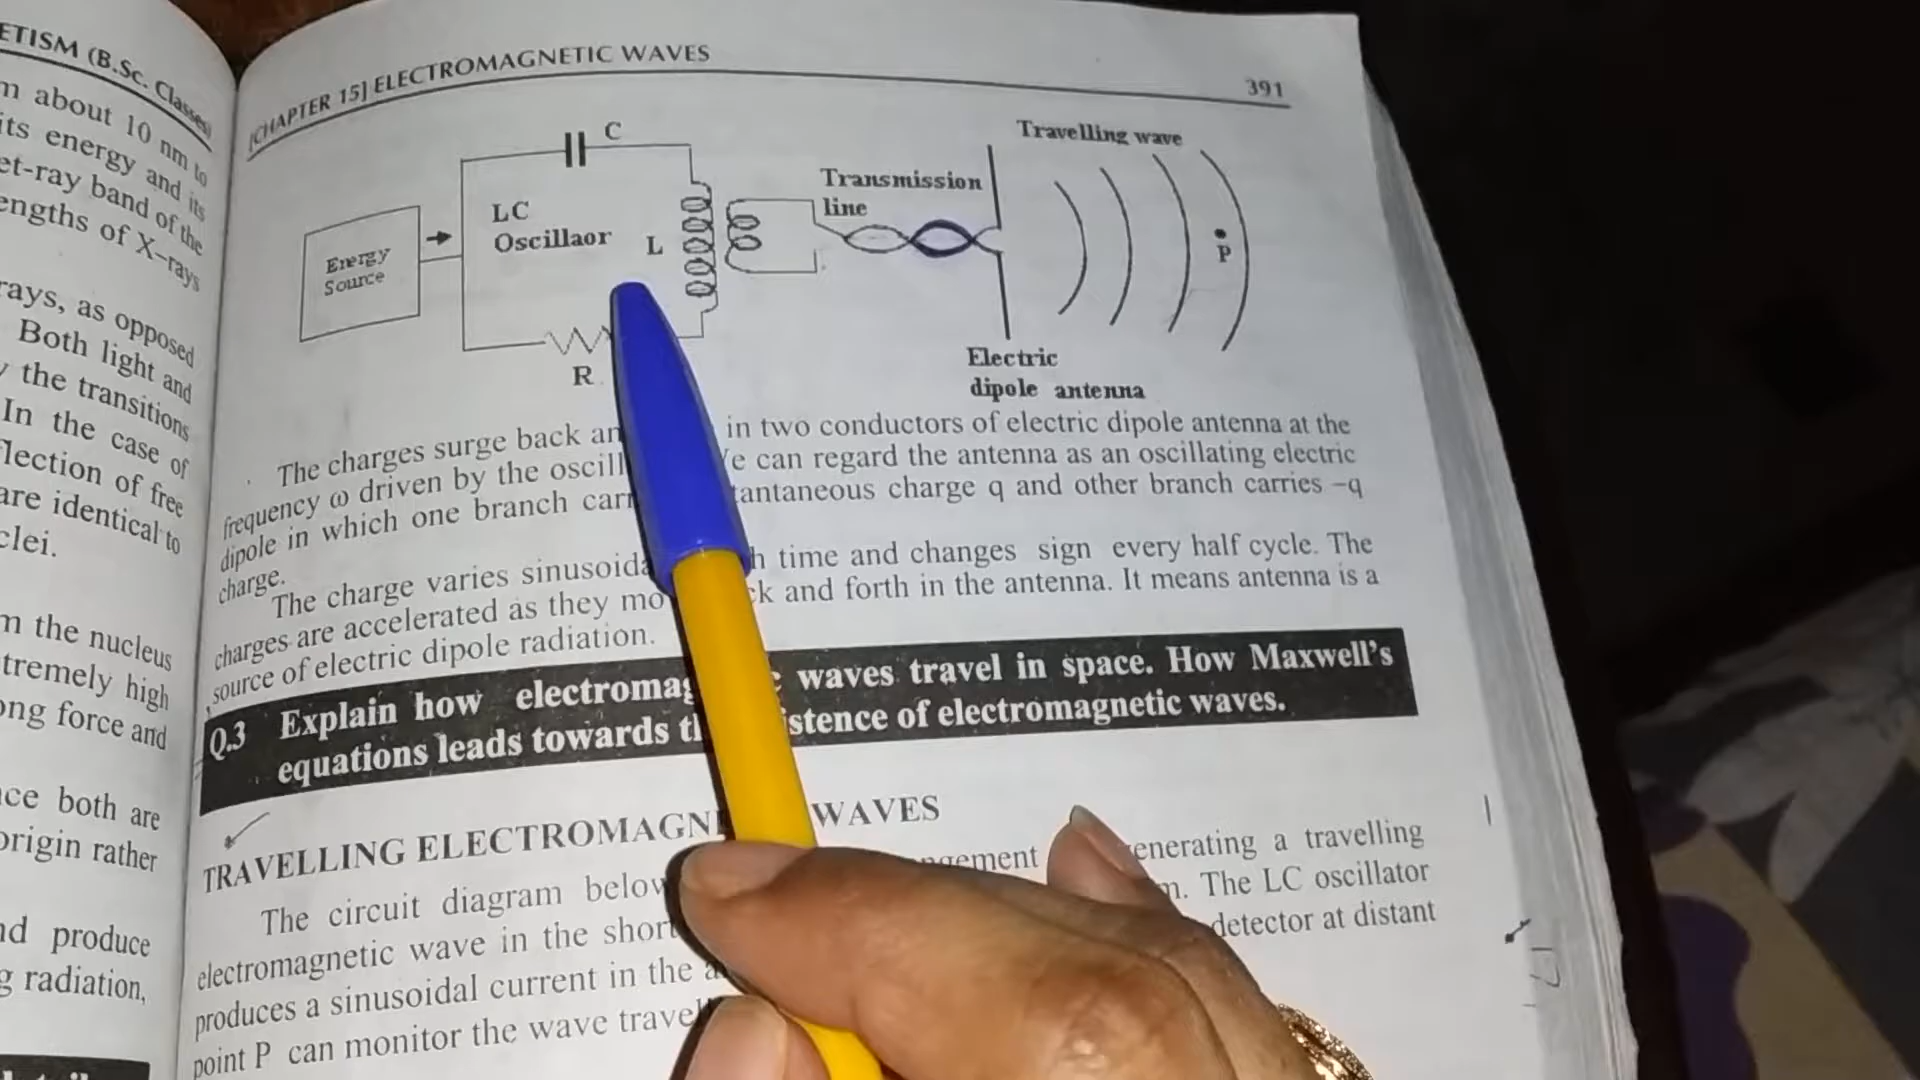 ETISM (B.Sc. Classes)
m about 10 nm to
its energy and its
et-ray band of the
engths of X-rays
rays, as opposed
Both light and
the transitions
In the case of
flection of free
are identical to
clei.
m the nucleus
tremely high
ong force and
ce both are
origin rather
nd produce
g radiation,
[CHAPTER 15] ELECTROMAGNETIC WAVES
391
C
Travelling wave
Transmission
line
LC
Oscillaor
L
Energy
Source
P
R
Electric
dipole antenna
The charges surge back an in two conductors of electric dipole antenna at the
frequency ω driven by the oscill e can regard the antenna as an oscillating electric
dipole in which one branch carr tantaneous charge q and other branch carries –q
charge.
The charge varies sinusoida h time and changes sign every half cycle. The
charges are accelerated as they mo ck and forth in the antenna. It means antenna is a
source of electric dipole radiation.
Q.3 Explain how electromag c waves travel in space. How Maxwell's
equations leads towards th istence of electromagnetic waves.
TRAVELLING ELECTROMAGN WAVES
The circuit diagram below ngement enerating a travelling
electromagnetic wave in the short m. The LC oscillator
produces a sinusoidal current in the a detector at distant
point P can monitor the wave travel